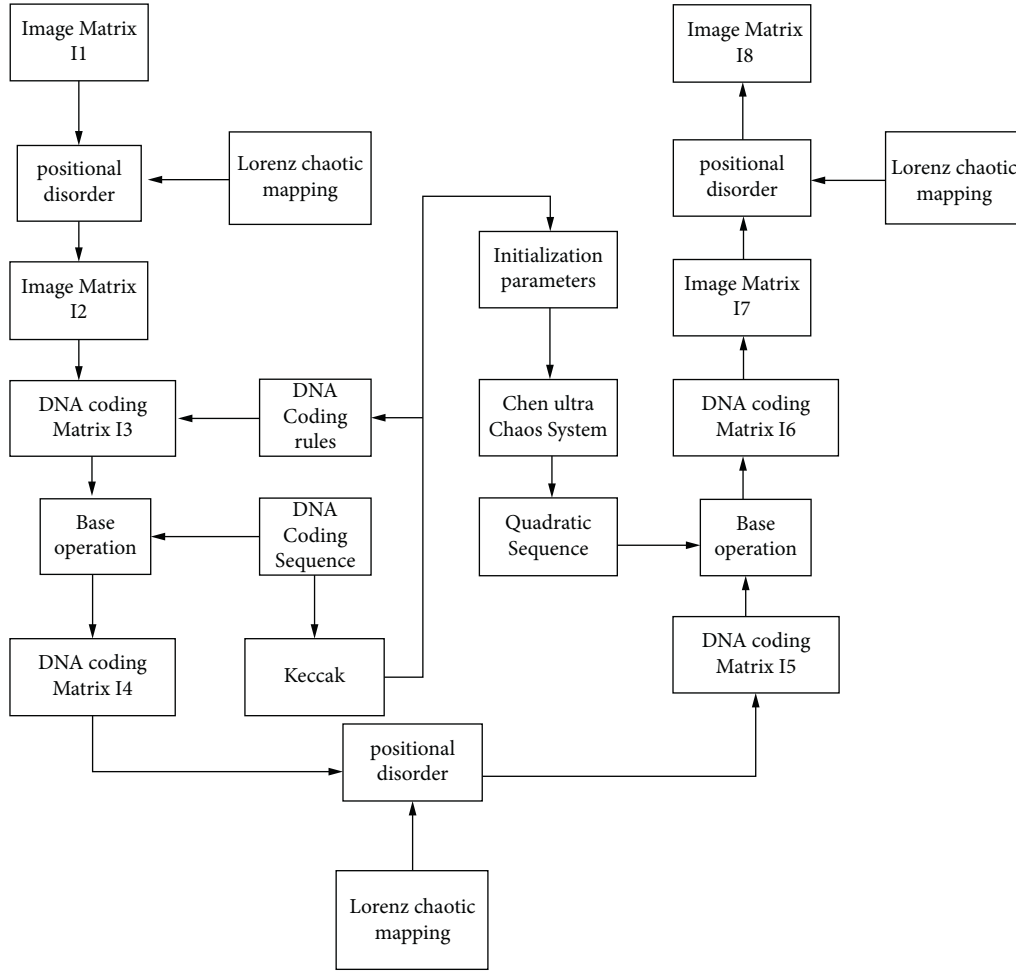 Image Matrix
I1
positional
disorder
Lorenz chaotic
mapping
Image Matrix
I2
DNA coding
Matrix I3
DNA
Coding
rules
Base
operation
DNA
Coding
Sequence
DNA coding
Matrix I4
Keccak
positional
disorder
Lorenz chaotic
mapping
Initialization
parameters
Chen ultra
Chaos System
Quadratic
Sequence
Image Matrix
I8
positional
disorder
Lorenz chaotic
mapping
Image Matrix
I7
DNA coding
Matrix I6
Base
operation
DNA coding
Matrix I5